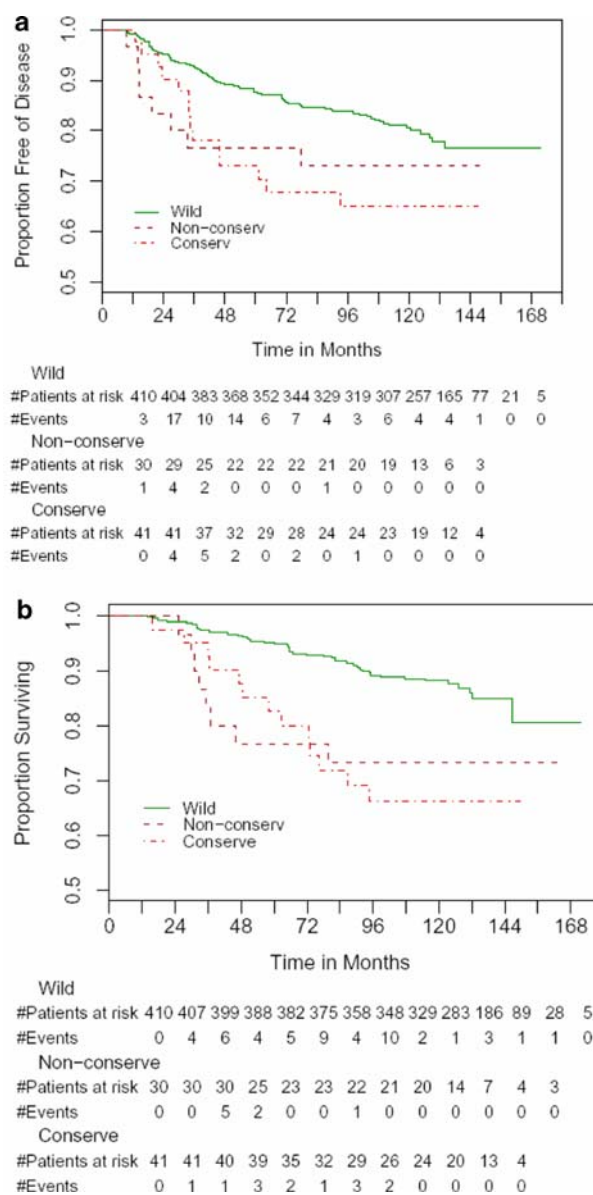 a
Proportion Free of Disease
1.0
0.9
0.8
0.7
0.6
0.5
Wild
Non-conserv
Conserv
0 24 48 72 96 120 144 168
Time in Months
Wild
#Patients at risk 410 404 383 368 352 344 329 319 307 257 165 77 21 5
#Events 3 17 10 14 6 7 4 3 6 4 4 1 0 0
Non-conserve
#Patients at risk 30 29 25 22 22 22 21 20 19 13 6 3
#Events 1 4 2 0 0 0 1 0 0 0 0 0
Conserve
#Patients at risk 41 41 37 32 29 28 24 24 23 19 12 4
#Events 0 4 5 2 0 2 0 1 0 0 0 0
b
Proportion Surviving
1.0
0.9
0.8
0.7
0.6
0.5
Wild
Non-conserv
Conserve
0 24 48 72 96 120 144 168
Time in Months
Wild
#Patients at risk 410 407 399 388 382 375 358 348 329 283 186 89 28 5
#Events 0 4 6 4 5 9 4 10 2 1 3 1 1 0
Non-conserve
#Patients at risk 30 30 30 25 23 23 22 21 20 14 7 4 3
#Events 0 0 5 2 0 0 1 0 0 0 0 0 0
Conserve
#Patients at risk 41 41 40 39 35 32 29 26 24 20 13 4
#Events 0 1 1 3 2 1 3 2 0 0 0 0